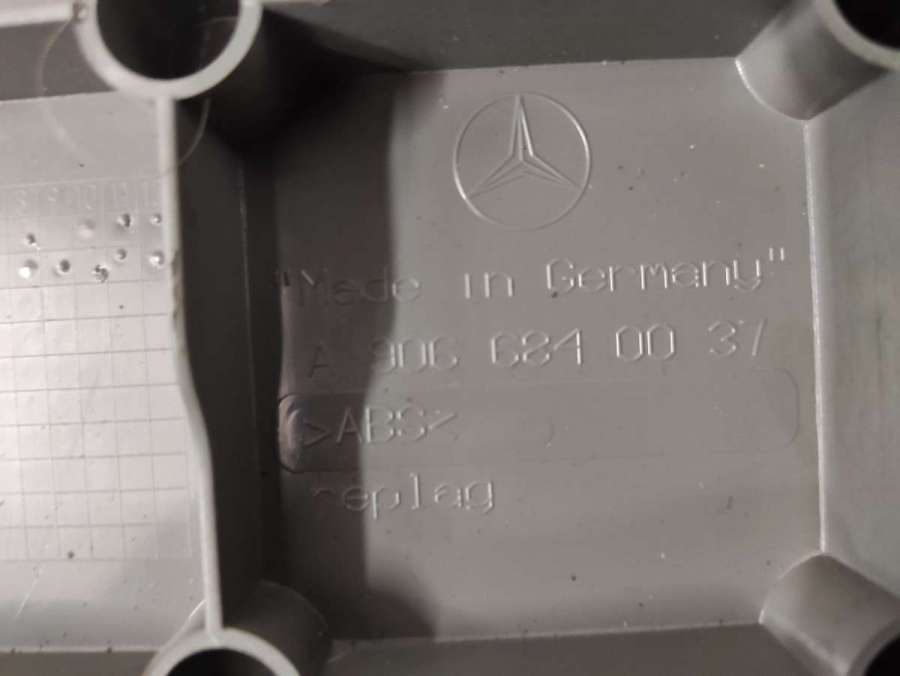 "Made in Germany"
A 906 684 00 37
>ABS<
replag